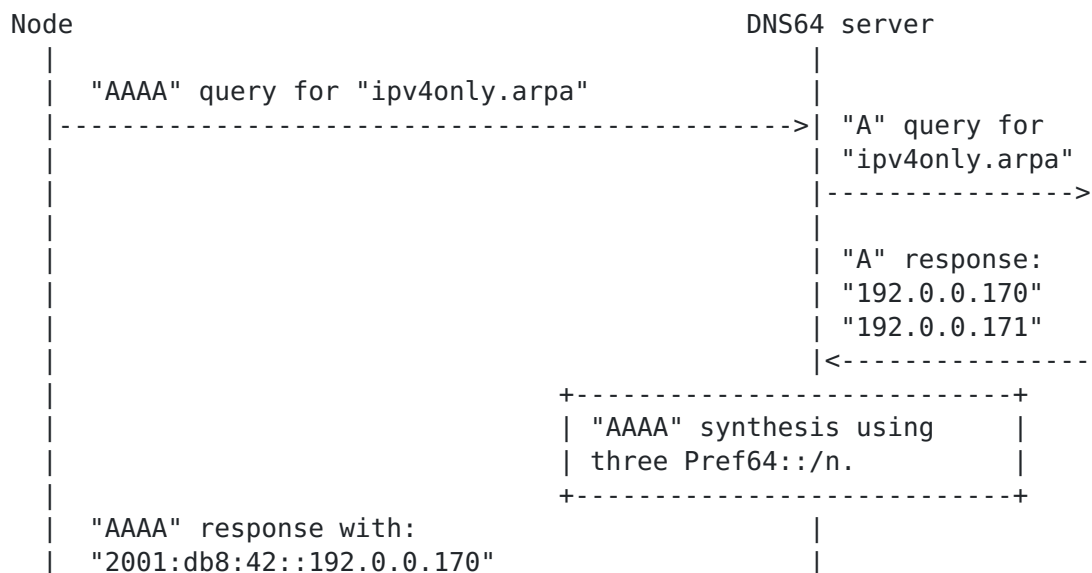 Node DNS64 server
"AAAA" query for "ipv4only.arpa"
"A" query for
"ipv4only.arpa"
"A" response:
"192.0.0.170"
"192.0.0.171"
"AAAA" synthesis using
three Pref64::/n.
"AAAA" response with:
"2001:db8:42::192.0.0.170"